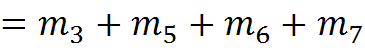 = m₃ + m₅ + m₆ + m₇